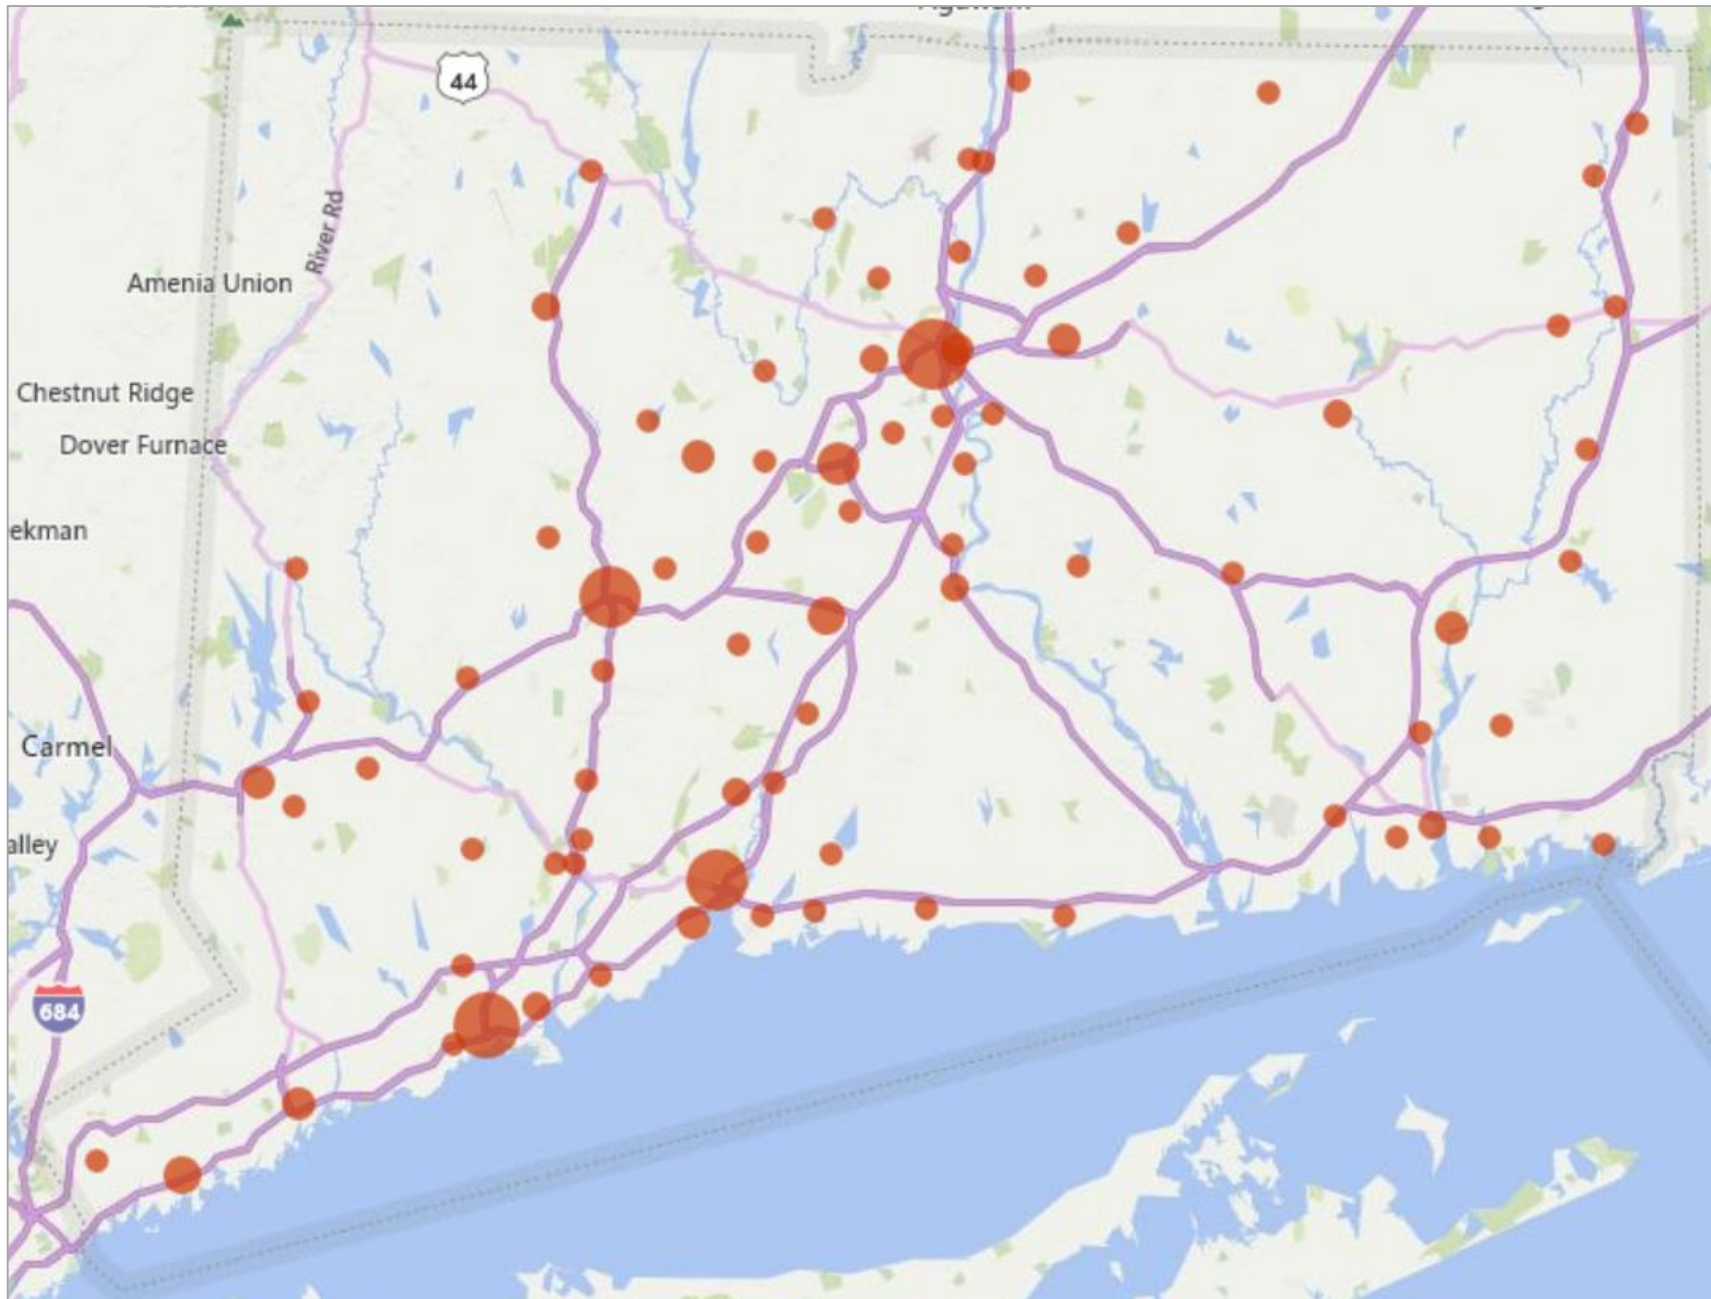 44
River Rd
Amenia Union
Chestnut Ridge
Dover Furnace
ekman
Carmel
alley
684